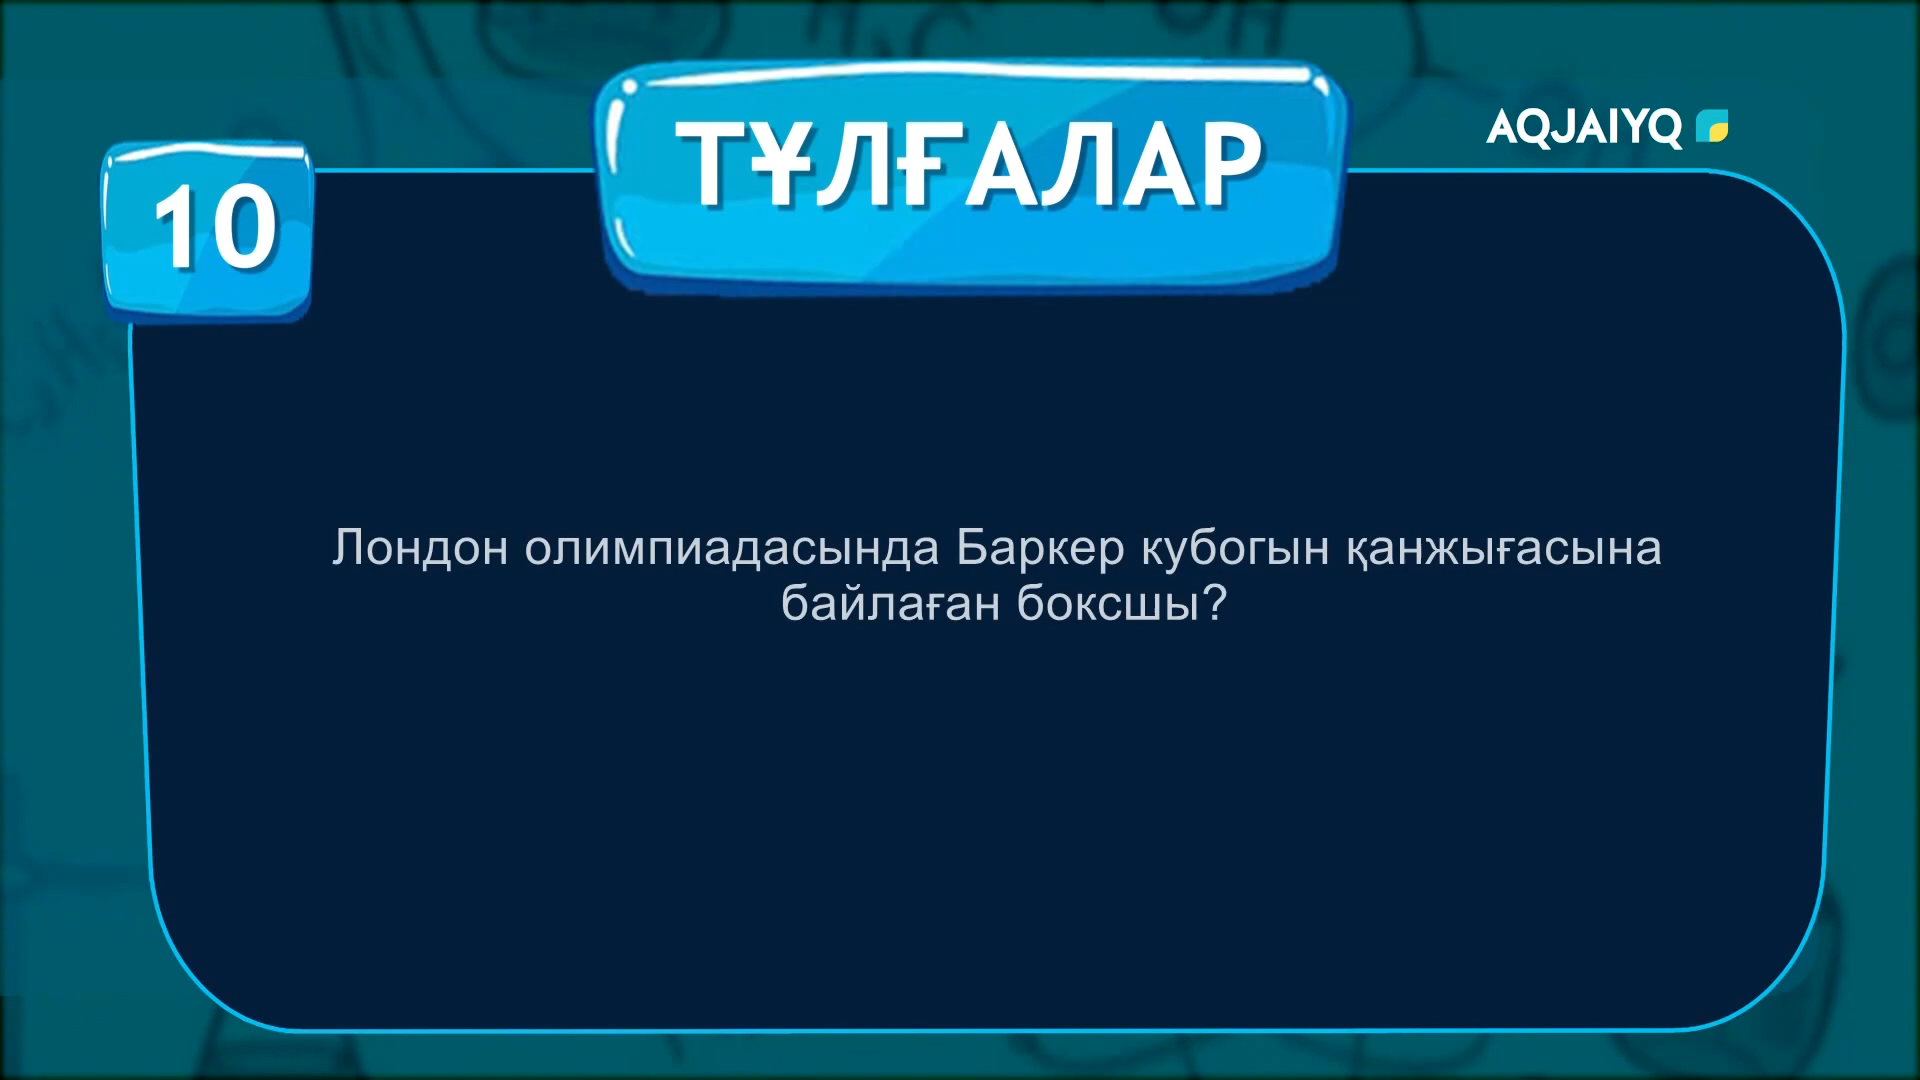 ТҰЛҒАЛАР
AQJAIYQ
10
Лондон олимпиадасында Баркер кубогын қанжығасына
байлаған боксшы?